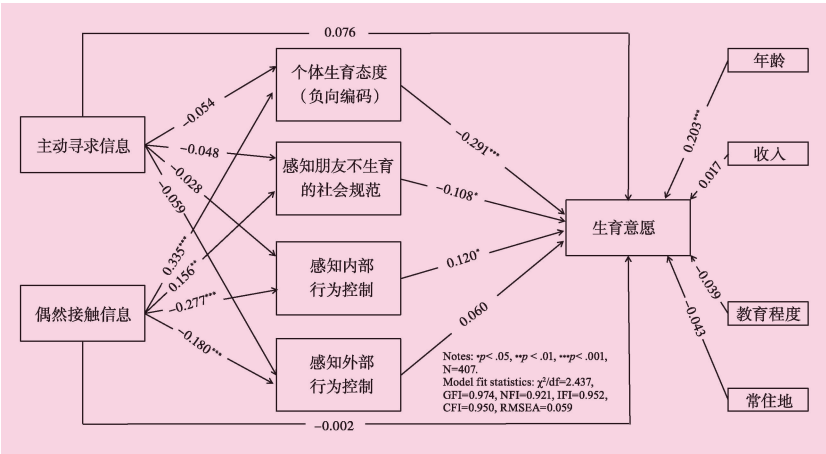 0.076
个体生育态度
（负向编码）
年龄
主动寻求信息
-0.054
-0.048
-0.028
-0.059
感知朋友不生育
的社会规范
-0.291***
-0.108*
0.203***
0.017
收入
生育意愿
0.335***
0.156**
-0.277***
-0.180***
感知内部
行为控制
0.120*
0.060
-0.039
-0.043
偶然接触信息
教育程度
感知外部
行为控制
Notes: *p< .05, **p < .01, ***p< .001,
N=407.
Model fit statistics: χ²/df=2.437,
GFI=0.974, NFI=0.921, IFI=0.952,
CFI=0.950, RMSEA=0.059
常住地
-0.002